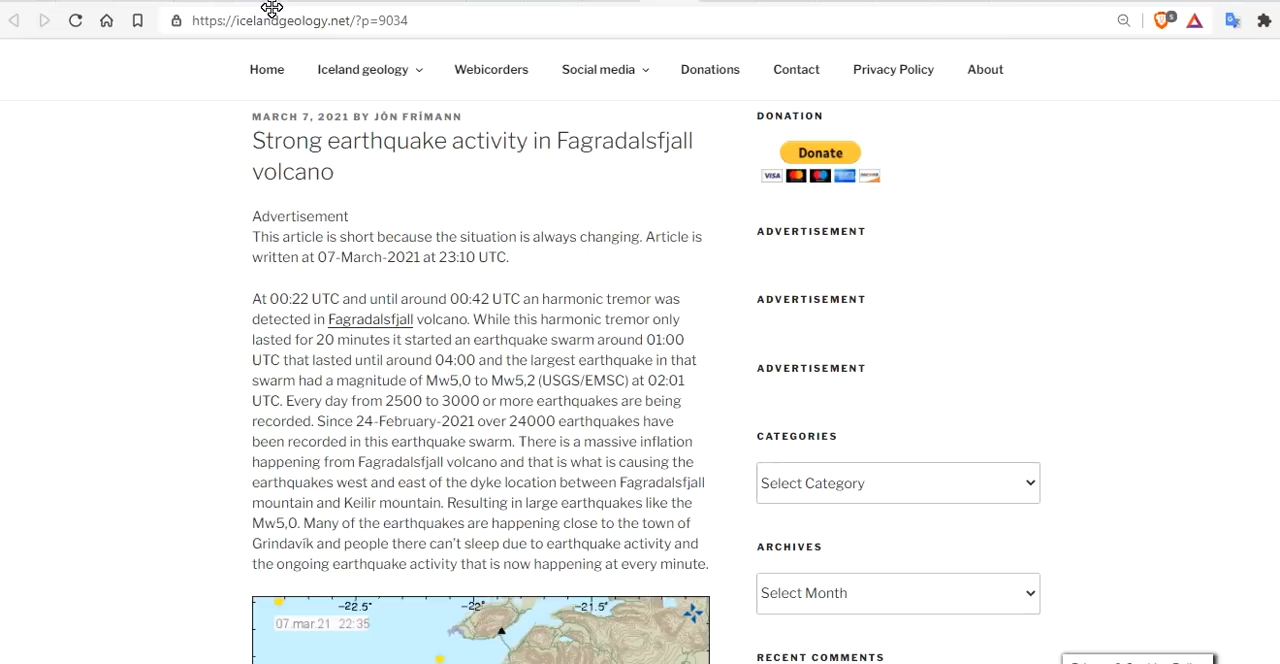 https://icelandgeology.net/?p=9034
Home Iceland geology Webicorders Social media Donations Contact Privacy Policy About
MARCH 7, 2021 BY JÓN FRÍMANN
Strong earthquake activity in Fagradalsfjall
volcano
Advertisement
This article is short because the situation is always changing. Article is
written at 07-March-2021 at 23:10 UTC.
At 00:22 UTC and until around 00:42 UTC an harmonic tremor was
detected in Fagradalsfjall volcano. While this harmonic tremor only
lasted for 20 minutes it started an earthquake swarm around 01:00
UTC that lasted until around 04:00 and the largest earthquake in that
swarm had a magnitude of Mw5,0 to Mw5,2 (USGS/EMSC) at 02:01
UTC. Every day from 2500 to 3000 or more earthquakes are being
recorded. Since 24-February-2021 over 24000 earthquakes have
been recorded in this earthquake swarm. There is a massive inflation
happening from Fagradalsfjall volcano and that is what is causing the
earthquakes west and east of the dyke location between Fagradalsfjall
mountain and Keilir mountain. Resulting in large earthquakes like the
Mw5,0. Many of the earthquakes are happening close to the town of
Grindavík and people there can't sleep due to earthquake activity and
the ongoing earthquake activity that is now happening at every minute.
-22.5° -22° -21.5°
07.mar.21 22:35
DONATION
Donate
VISA
ADVERTISEMENT
ADVERTISEMENT
ADVERTISEMENT
CATEGORIES
Select Category
ARCHIVES
Select Month
RECENT COMMENTS